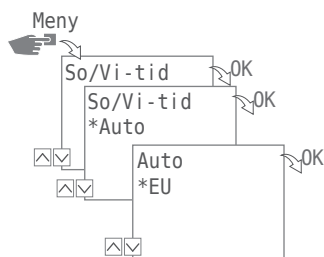 Meny
So/Vi-tid
OK
So/Vi-tid
OK
*Auto
Auto
OK
*EU